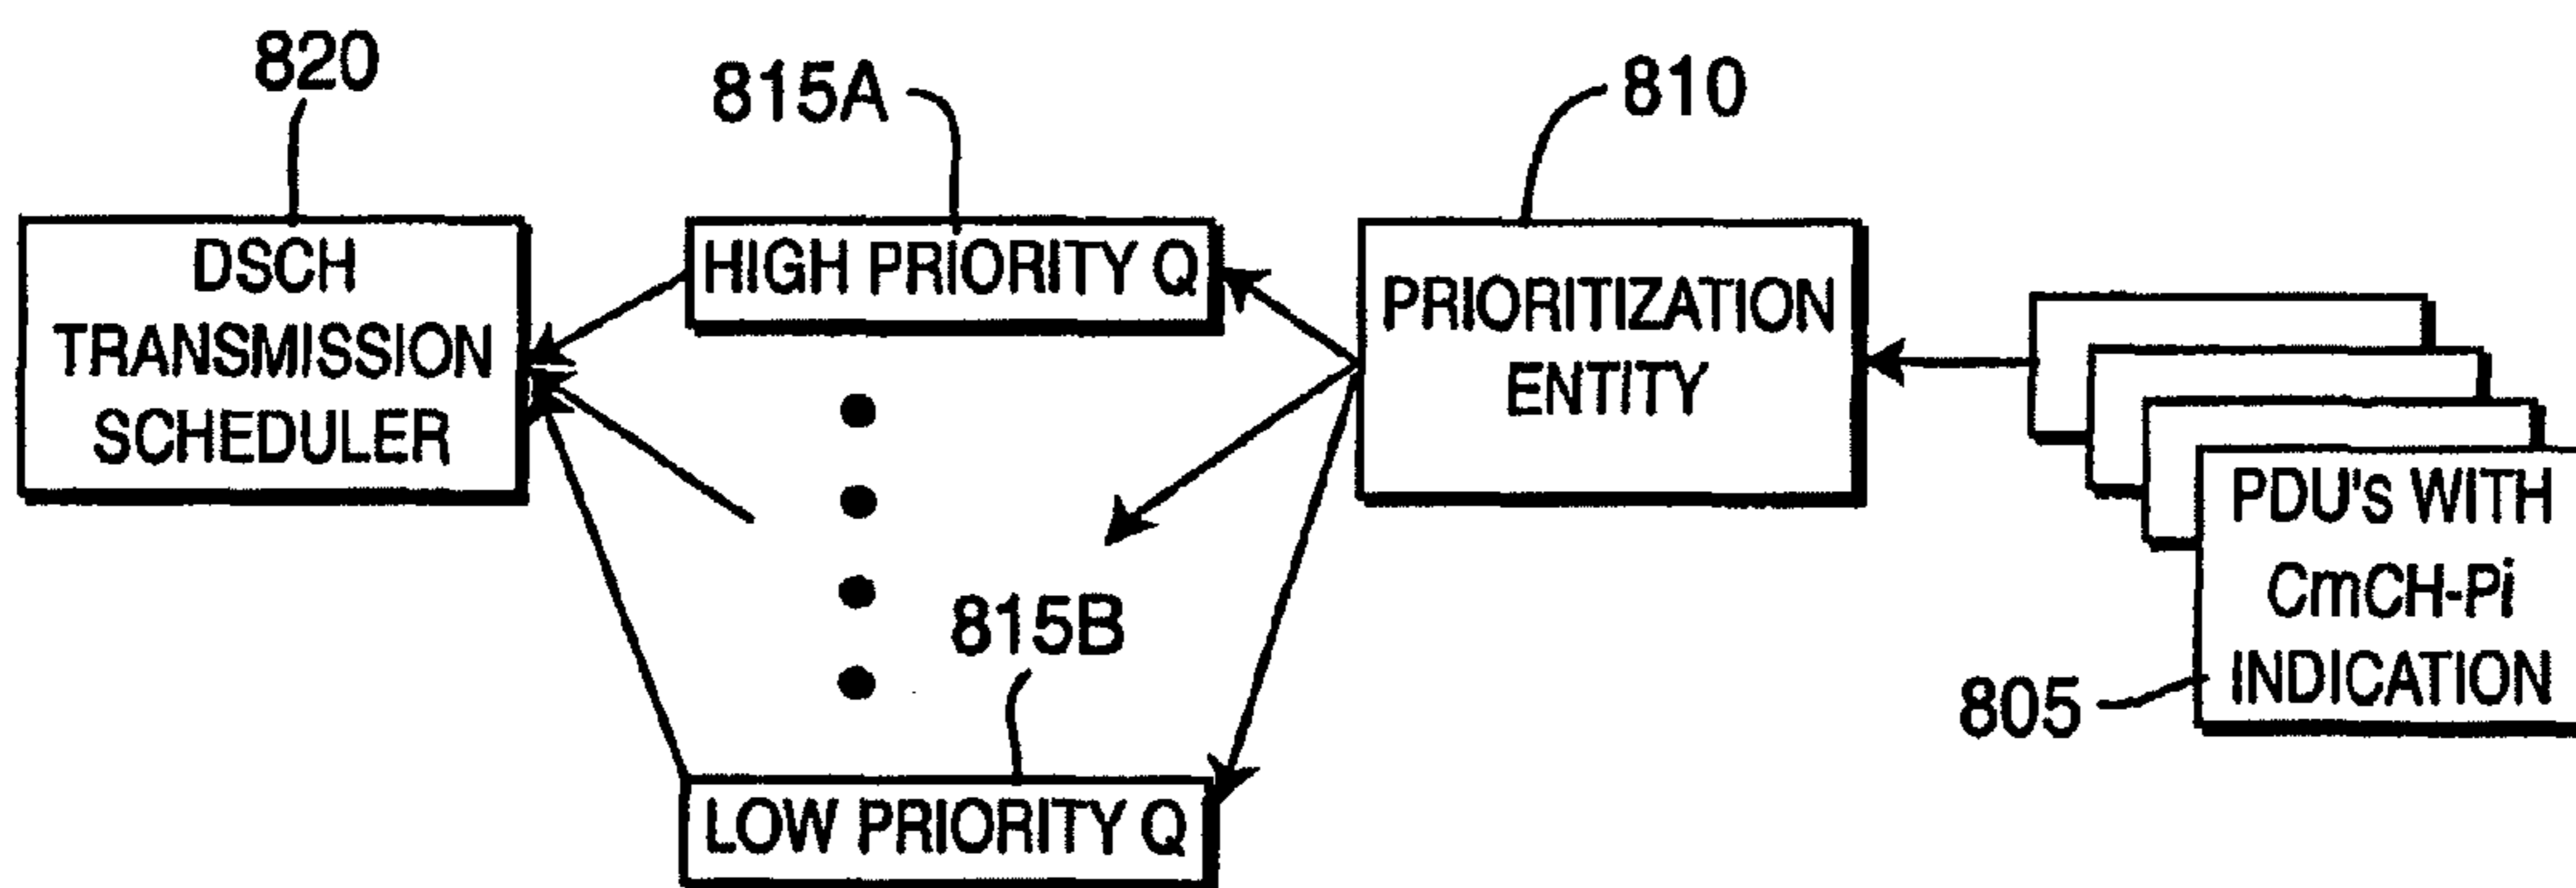 820
815A
810
DSCH
TRANSMISSION
SCHEDULER
HIGH PRIORITY Q
PRIORITIZATION
ENTITY
PDU's WITH
CmCH-Pi
INDICATION
805
815B
LOW PRIORITY Q